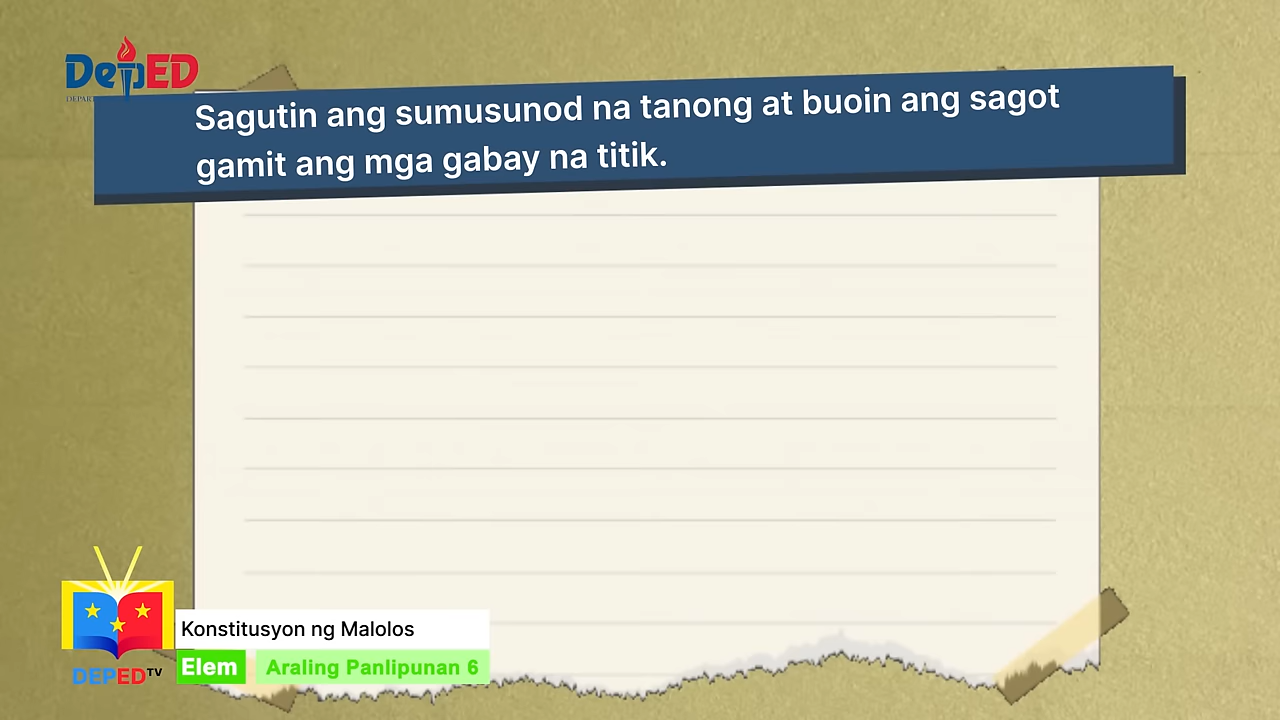 DepED
Sagutin ang sumusunod na tanong at buoin ang sagot
gamit ang mga gabay na titik.
Konstitusyon ng Malolos
Elem Araling Panlipunan 6
DEPED TV